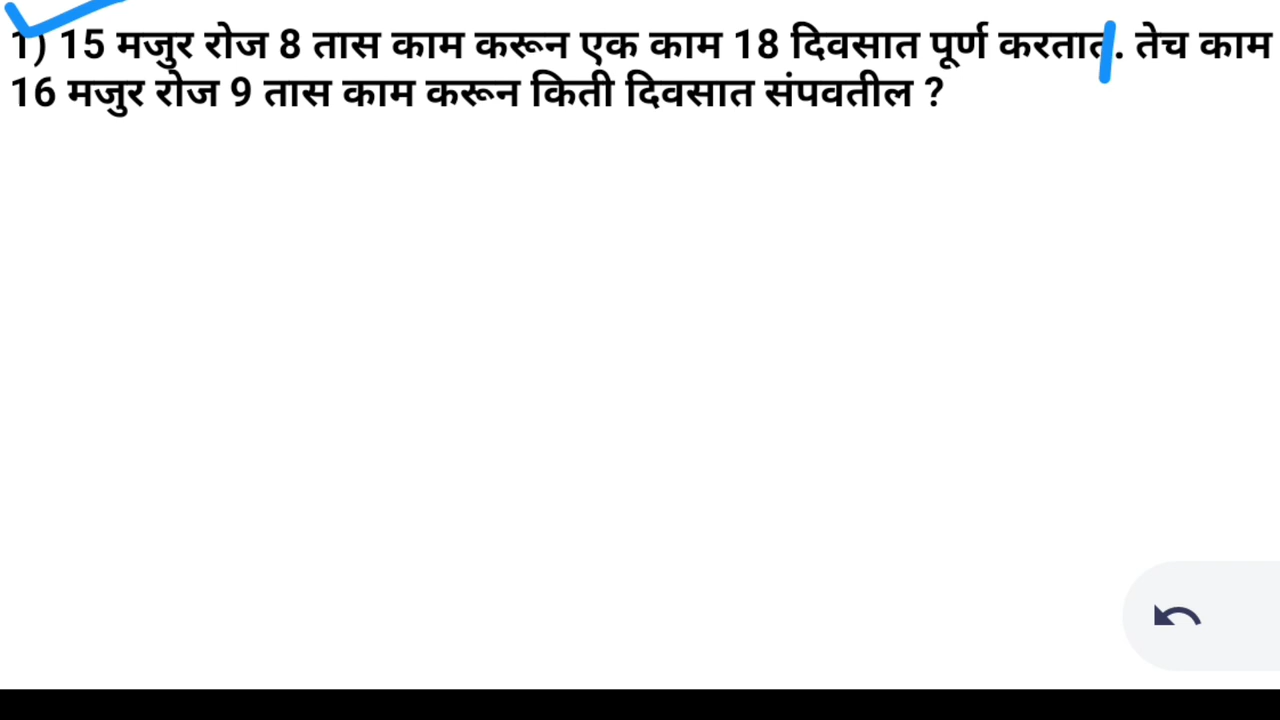 1) 15 मजुर रोज 8 तास काम करून एक काम 18 दिवसात पूर्ण करतात. तेच काम
16 मजुर रोज 9 तास काम करून किती दिवसात संपवतील ?